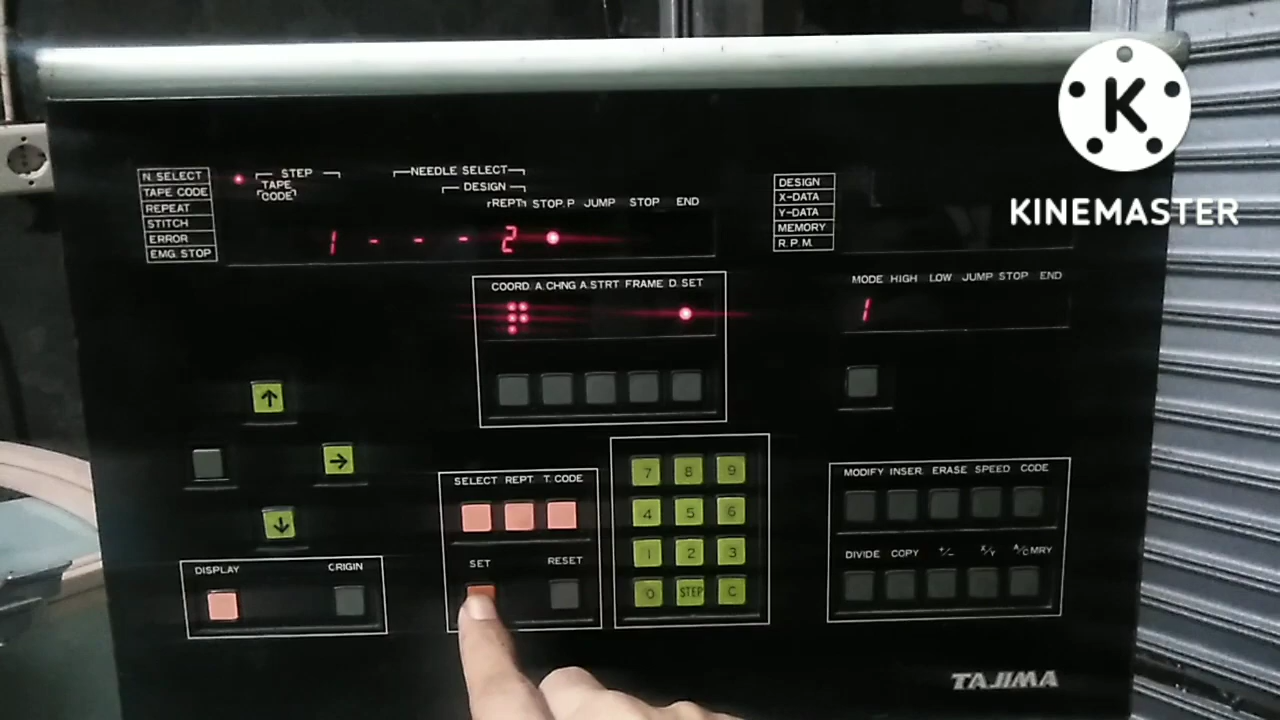 N. SELECT
TAPE CODE
REPEAT
STITCH
ERROR
EMG. STOP
STEP
TAPE
CODE
NEEDLE SELECT
DESIGN
REPT STOP. P JUMP STOP END
1 - - - 2
DESIGN
X-DATA
Y-DATA
MEMORY
R.P.M.
K
KINEMASTER
COORD. A.CHNG A.STRT FRAME D.SET
MODE HIGH LOW JUMP STOP END
1
SELECT REPT. T. CODE
SET RESET
7 8 9
4 5 6
1 2 3
0 STEP C
MODIFY INSER. ERASE SPEED CODE
DIVIDE COPY +/- X/Y A/C MRY
DISPLAY ORIGIN
TAJIMA